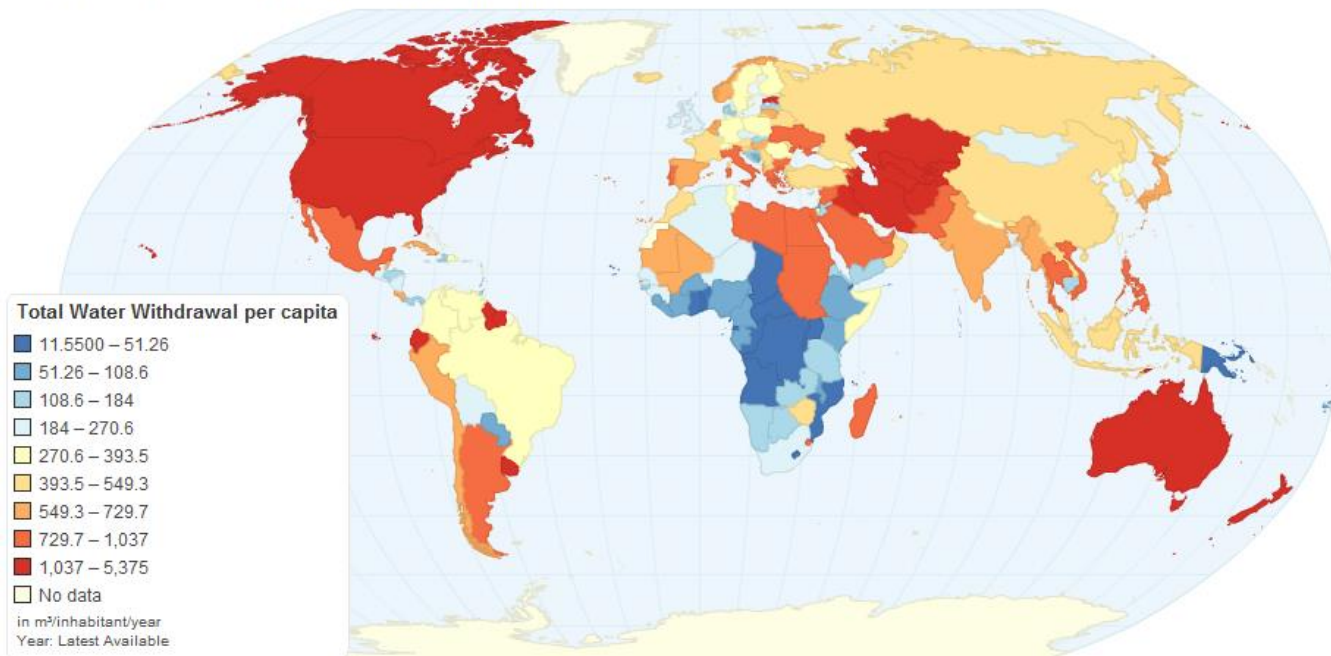 Total Water Withdrawal per capita
11.5500 – 51.26
51.26 – 108.6
108.6 – 184
184 – 270.6
270.6 – 393.5
393.5 – 549.3
549.3 – 729.7
729.7 – 1,037
1,037 – 5,375
No data
in m³/inhabitant/year
Year: Latest Available